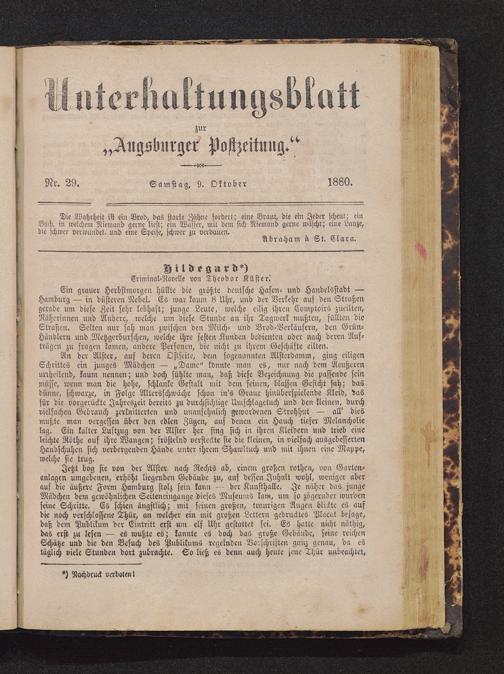 Unterhaltungsblatt
zur
„Augsburger Postzeitung.“
Nr. 29. Samstag, 9. Oktober 1880.
Die Wahrheit ist ein Brod, das starke Zähne fordert; eine Braut, die ein Jeder scheut; ein
Buch, in welchem Niemand gerne liest; ein Wasser, mit dem sich Niemand gerne wäscht; eine Lanze,
die schwer verwundet, und eine Speise, schwer zu verdauen.
Abraham à St. Clara.
Hildegard*)
Criminal-Novelle von Theodor Küster.
Ein grauer Herbstmorgen hüllte die größte deutsche Hafen- und Handelsstadt —
Hamburg — in düsteren Nebel. Es war kaum 8 Uhr, und der Verkehr auf den Straßen
gerade um diese Zeit sehr lebhaft; junge Leute, welche eilig ihren Comptoirs zueilten,
Näherinnen und Andere, welche um diese Stunde an ihr Tagwerk mußten, füllten die
Straßen. Selten nur sah man zwischen den Milch- und Brod-Verkäufern, den Grün-
Händlern und Metzgerburschen, welche ihre festen Kunden bedienten oder nach deren Auf-
trägen zu fragen kamen, andere Personen, die nicht zu ihrem Geschäfte eilten.
An der Alster, auf deren Ostseite, dem sogenannten Alsterdamm, ging eiligen
Schrittes ein junges Mädchen — „Dame“ konnte man es, nur nach dem Aeußeren
urtheilend, kaum nennen; und doch fühlte man, daß diese Bezeichnung die passende sein
müsse, wenn man die hohe, schlanke Gestalt mit dem feinen, blassen Gesicht sah; das
dünne, schwarze, in Folge Altersschwäche schon in's Graue hinüberspielende Kleid, das
für die vorgerückte Jahreszeit bereits zu durchsichtige Umschlagetuch und den kleinen, durch
vielfachen Gebrauch zerknitterten und unansehnlich gewordenen Strohhut — all' dies
mußte man vergessen über den edlen Zügen, auf denen ein Hauch tiefer Melancholie
lag. Ein kalter Luftzug von der Alster her fing sich in ihren Kleidern und trieb eine
leichte Röthe auf ihre Wangen; fröstelnd versteckte sie die kleinen, in vielfach ausgebesserten
Handschuhen sich verbergenden Hände unter ihrem Shawltuch und mit ihnen eine Mappe,
welche sie trug.
Jetzt bog sie von der Alster nach Rechts ab, einem großen rothen, von Garten-
anlagen umgebenen, erhöht liegenden Gebäude zu, auf dessen Inhalt wohl, weniger aber
auf die äußere Form Hamburg stolz sein kann — der Kunsthalle. Je näher das junge
Mädchen dem gewöhnlichen Seiteneingange dieses Museums kam, um so zögernder wurden
seine Schritte. Es schien ängstlich; mit seinen großen, traurigen Augen blickte es auf
die noch verschlossene Thür, an welcher ein mit großen Lettern gedrucktes Placat besagt,
daß dem Publikum der Eintritt erst um elf Uhr gestattet sei. Es hatte nicht nöthig,
das erst zu lesen — es wußte es; kannte es doch das große Gebäude, seine reichen
Schätze und die den Besuch des Publikums regelnden Vorschriften ganz genau, da es
täglich viele Stunden dort zubrachte. So ließ es denn auch heute jene Thür unbeachtet,
*) Nachdruck verboten!